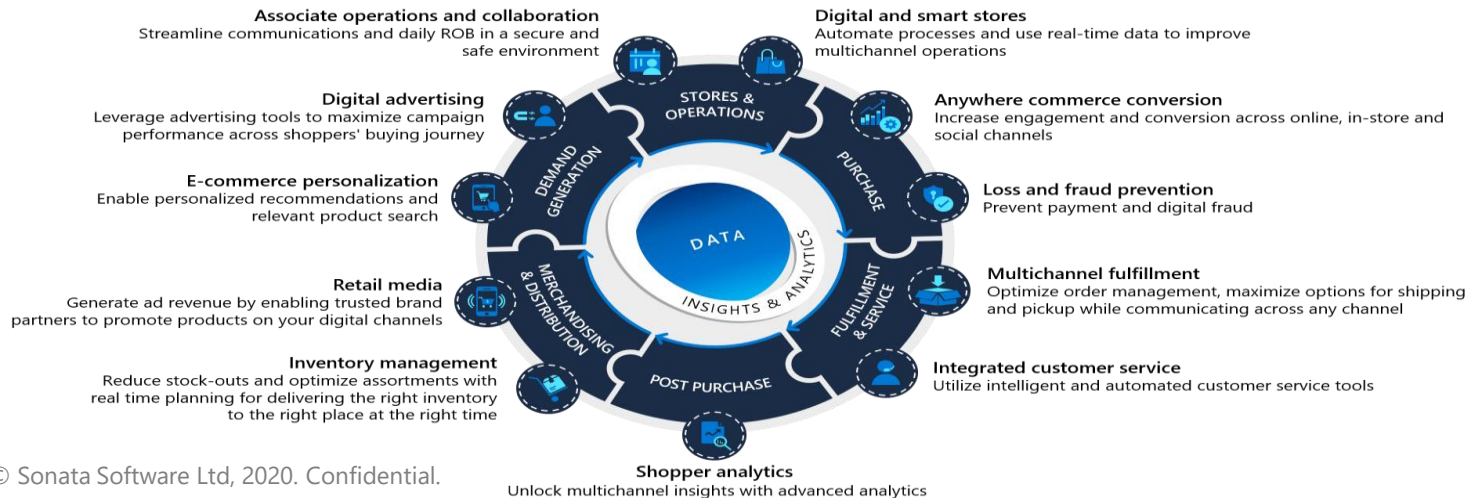 Associate operations and collaboration
Streamline communications and daily ROB in a secure and
safe environment
Digital and smart stores
Automate processes and use real-time data to improve
multichannel operations
Digital advertising
Leverage advertising tools to maximize campaign
performance across shoppers' buying journey
Anywhere commerce conversion
Increase engagement and conversion across online, in-store and
social channels
E-commerce personalization
Enable personalized recommendations and
relevant product search
Loss and fraud prevention
Prevent payment and digital fraud
Retail media
Generate ad revenue by enabling trusted brand
partners to promote products on your digital channels
Multichannel fulfillment
Optimize order management, maximize options for shipping
and pickup while communicating across any channel
Inventory management
Reduce stock-outs and optimize assortments with
real time planning for delivering the right inventory
to the right place at the right time
Integrated customer service
Utilize intelligent and automated customer service tools
Shopper analytics
Unlock multichannel insights with advanced analytics
STORES &
OPERATIONS
PURCHASE
FULFILLMENT
& SERVICE
POST PURCHASE
MERCHANDISING
& DISTRIBUTION
DEMAND
GENERATION
DATA
INSIGHTS & ANALYTICS
© Sonata Software Ltd, 2020. Confidential.